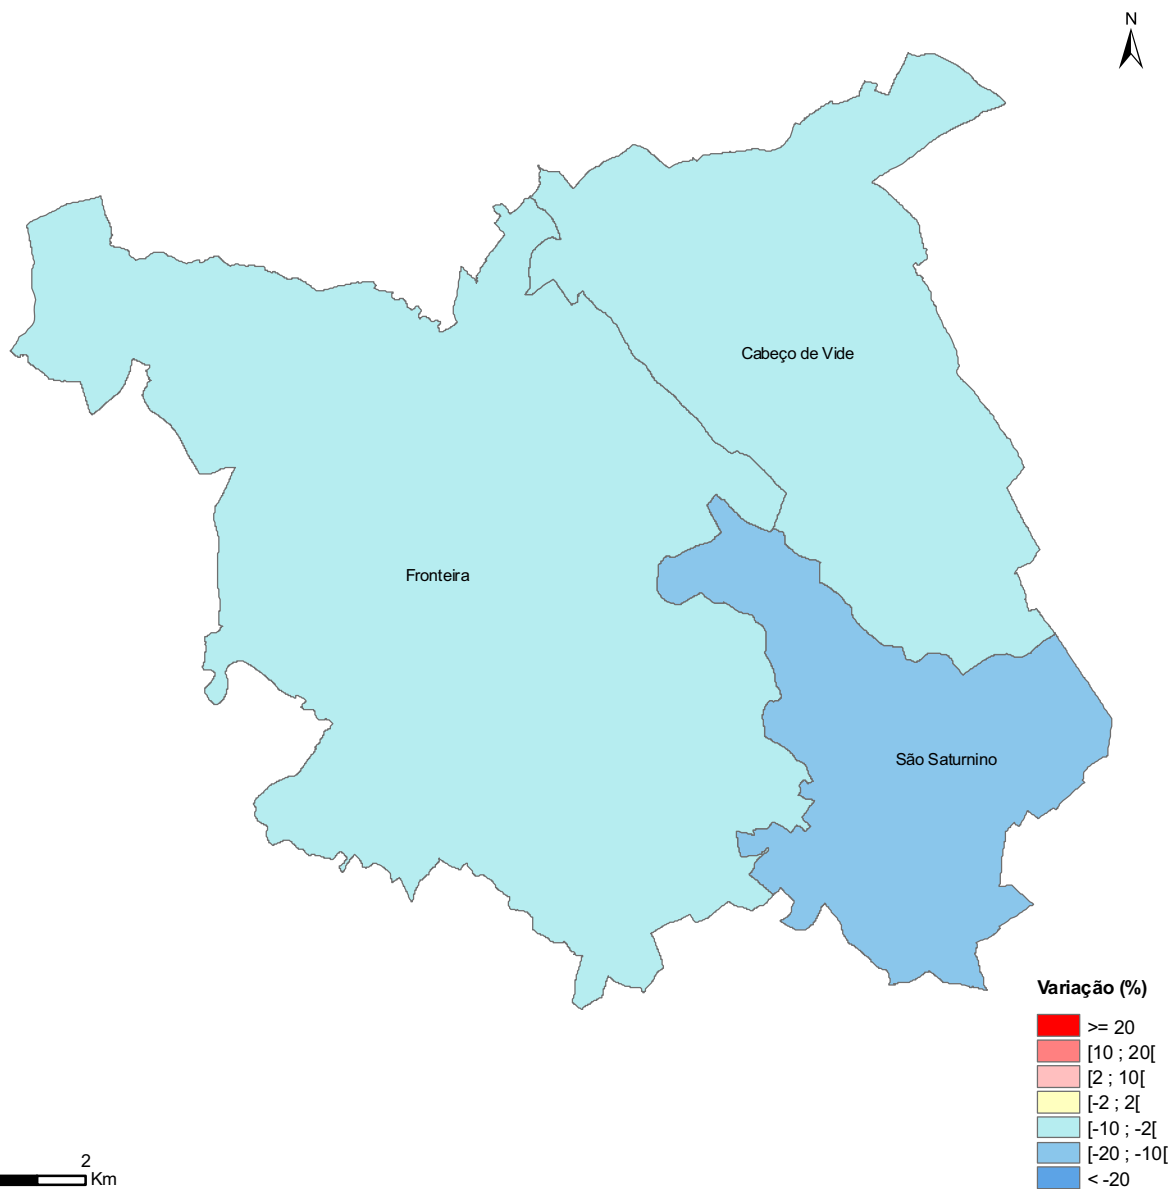 N
Cabeço de Vide
Fronteira
São Saturnino
Variação (%)
>= 20
[10 ; 20[
[2 ; 10[
[-2 ; 2[
[-10 ; -2[
[-20 ; -10[
< -20
2
Km